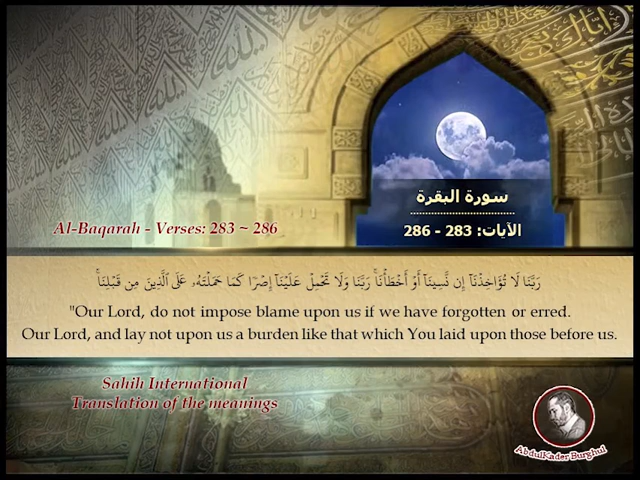 سورة البقرة
Al-Baqarah - Verses: 283 ~ 286
الآيات: 283 - 286
رَبَّنَا لَا تُؤَاخِذْنَآ إِن نَّسِينَآ أَوْ أَخْطَأْنَا ۚ رَبَّنَا وَلَا تَحْمِلْ عَلَيْنَآ إِصْرًا كَمَا حَمَلْتَهُۥ عَلَى ٱلَّذِينَ مِن قَبْلِنَا ۚ
"Our Lord, do not impose blame upon us if we have forgotten or erred.
Our Lord, and lay not upon us a burden like that which You laid upon those before us.
Sahih International
Translation of the meanings
AbdulKader Burghul